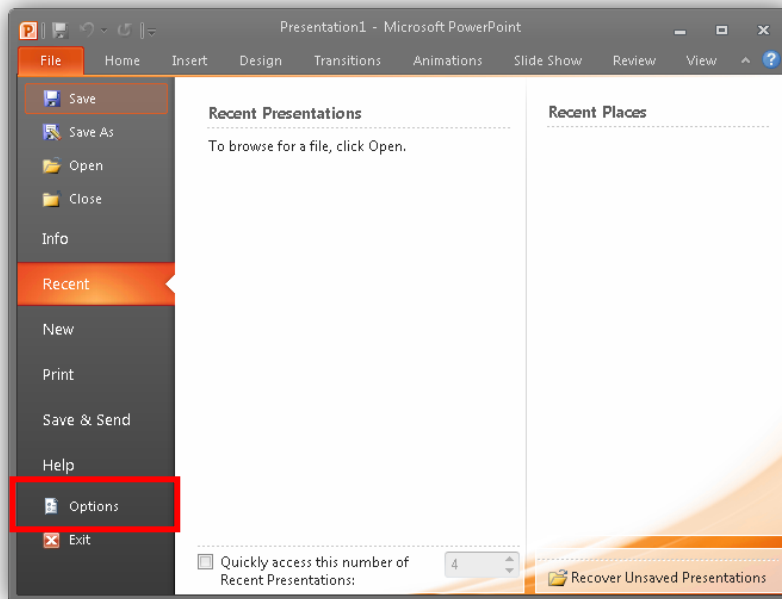 Presentation1 - Microsoft PowerPoint
File Home Insert Design Transitions Animations Slide Show Review View
Save
Save As
Open
Close
Info
Recent
New
Print
Save & Send
Help
Options
Exit
Recent Presentations
To browse for a file, click Open.
Quickly access this number of
Recent Presentations:
4
Recent Places
Recover Unsaved Presentations